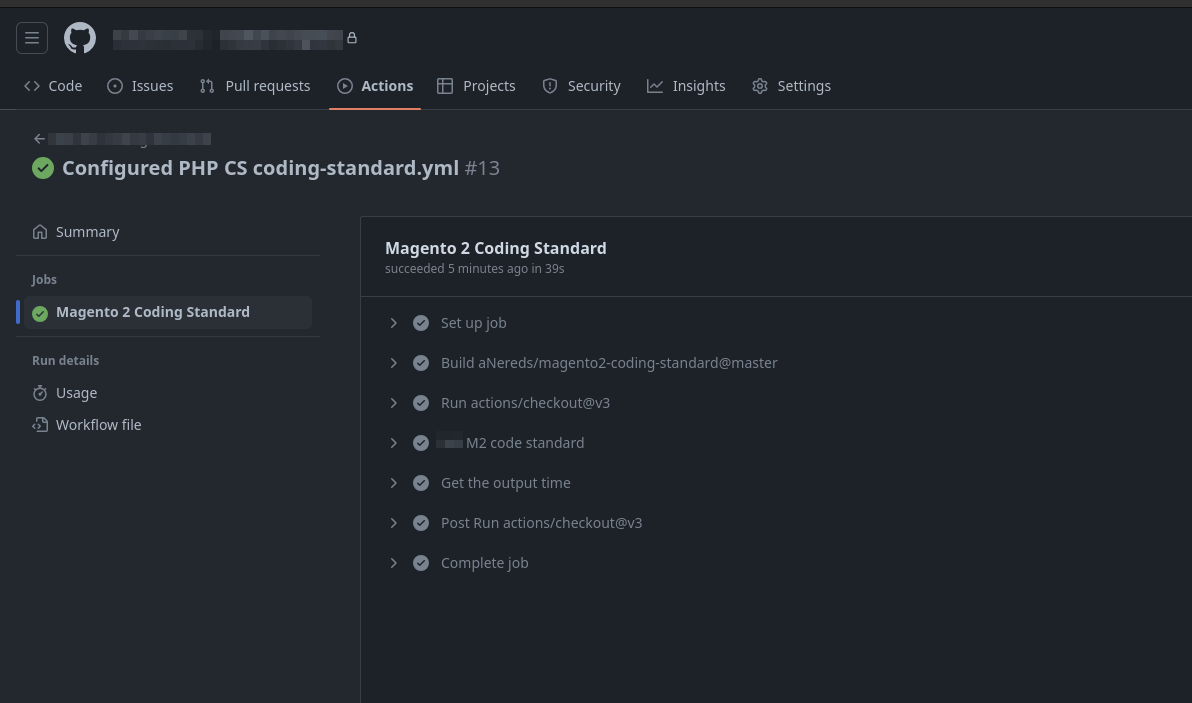 Code Issues Pull requests Actions Projects Security Insights Settings
Configured PHP CS coding-standard.yml #13
Summary
Jobs
Magento 2 Coding Standard
Run details
Usage
Workflow file
Magento 2 Coding Standard
succeeded 5 minutes ago in 39s
Set up job
Build aNereds/magento2-coding-standard@master
Run actions/checkout@v3
M2 code standard
Get the output time
Post Run actions/checkout@v3
Complete job